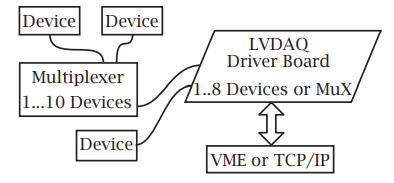 Device
Device
Multiplexer
1...10 Devices
LVDAQ
Driver Board
1..8 Devices or MuX
Device
VME or TCP/IP